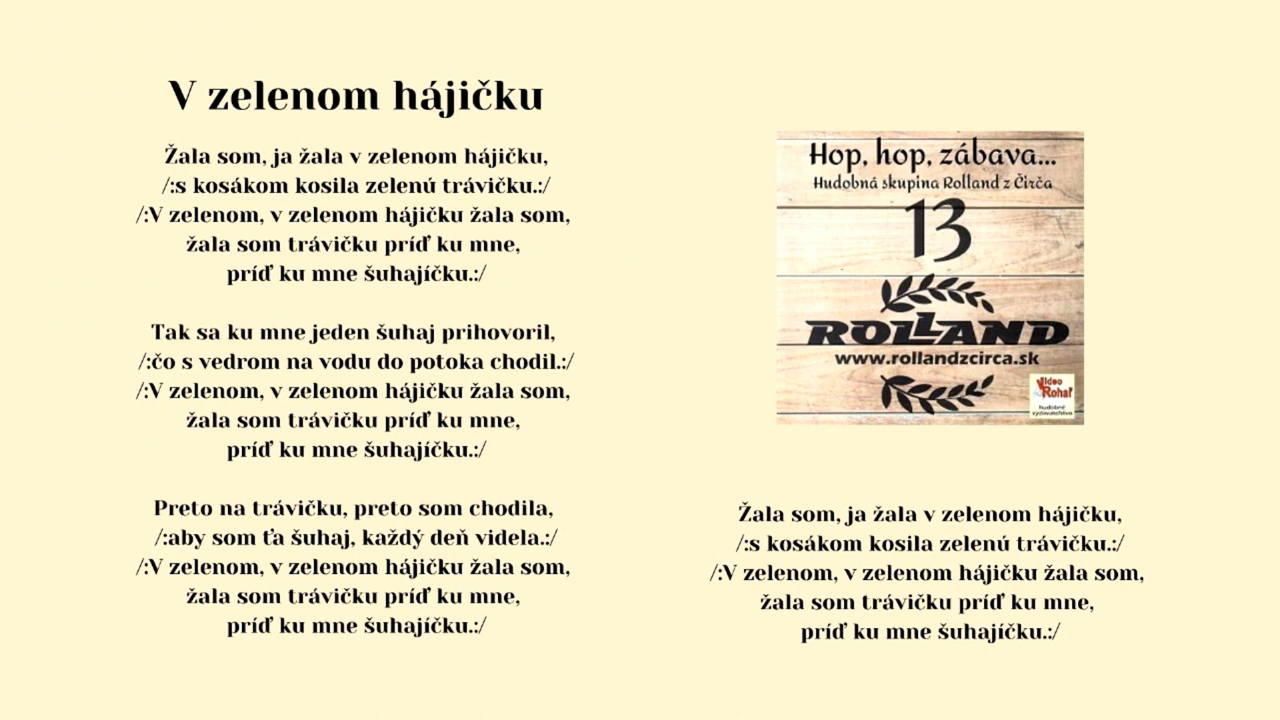 V zelenom hájičku
Žala som, ja žala v zelenom hájičku,
/:s kosákom kosila zelenú trávičku.:/
/:V zelenom, v zelenom hájičku žala som,
žala som trávičku príď ku mne,
príď ku mne šuhajíčku.:/
Tak sa ku mne jeden šuhaj prihovoril,
/:čo s vedrom na vodu do potoka chodil.:/
/:V zelenom, v zelenom hájičku žala som,
žala som trávičku príď ku mne,
príď ku mne šuhajíčku.:/
Preto na trávičku, preto som chodila,
/:aby som ťa šuhaj, každý deň videla.:/
/:V zelenom, v zelenom hájičku žala som,
žala som trávičku príď ku mne,
príď ku mne šuhajíčku.:/
Hop, hop, zábava...
Hudobná skupina Rolland z Čirča
13
ROLLAND
www.rollandzcirca.sk
Video
Rohaľ
hudobné
vydavateľstvo
Žala som, ja žala v zelenom hájičku,
/:s kosákom kosila zelenú trávičku.:/
/:V zelenom, v zelenom hájičku žala som,
žala som trávičku príď ku mne,
príď ku mne šuhajíčku.:/